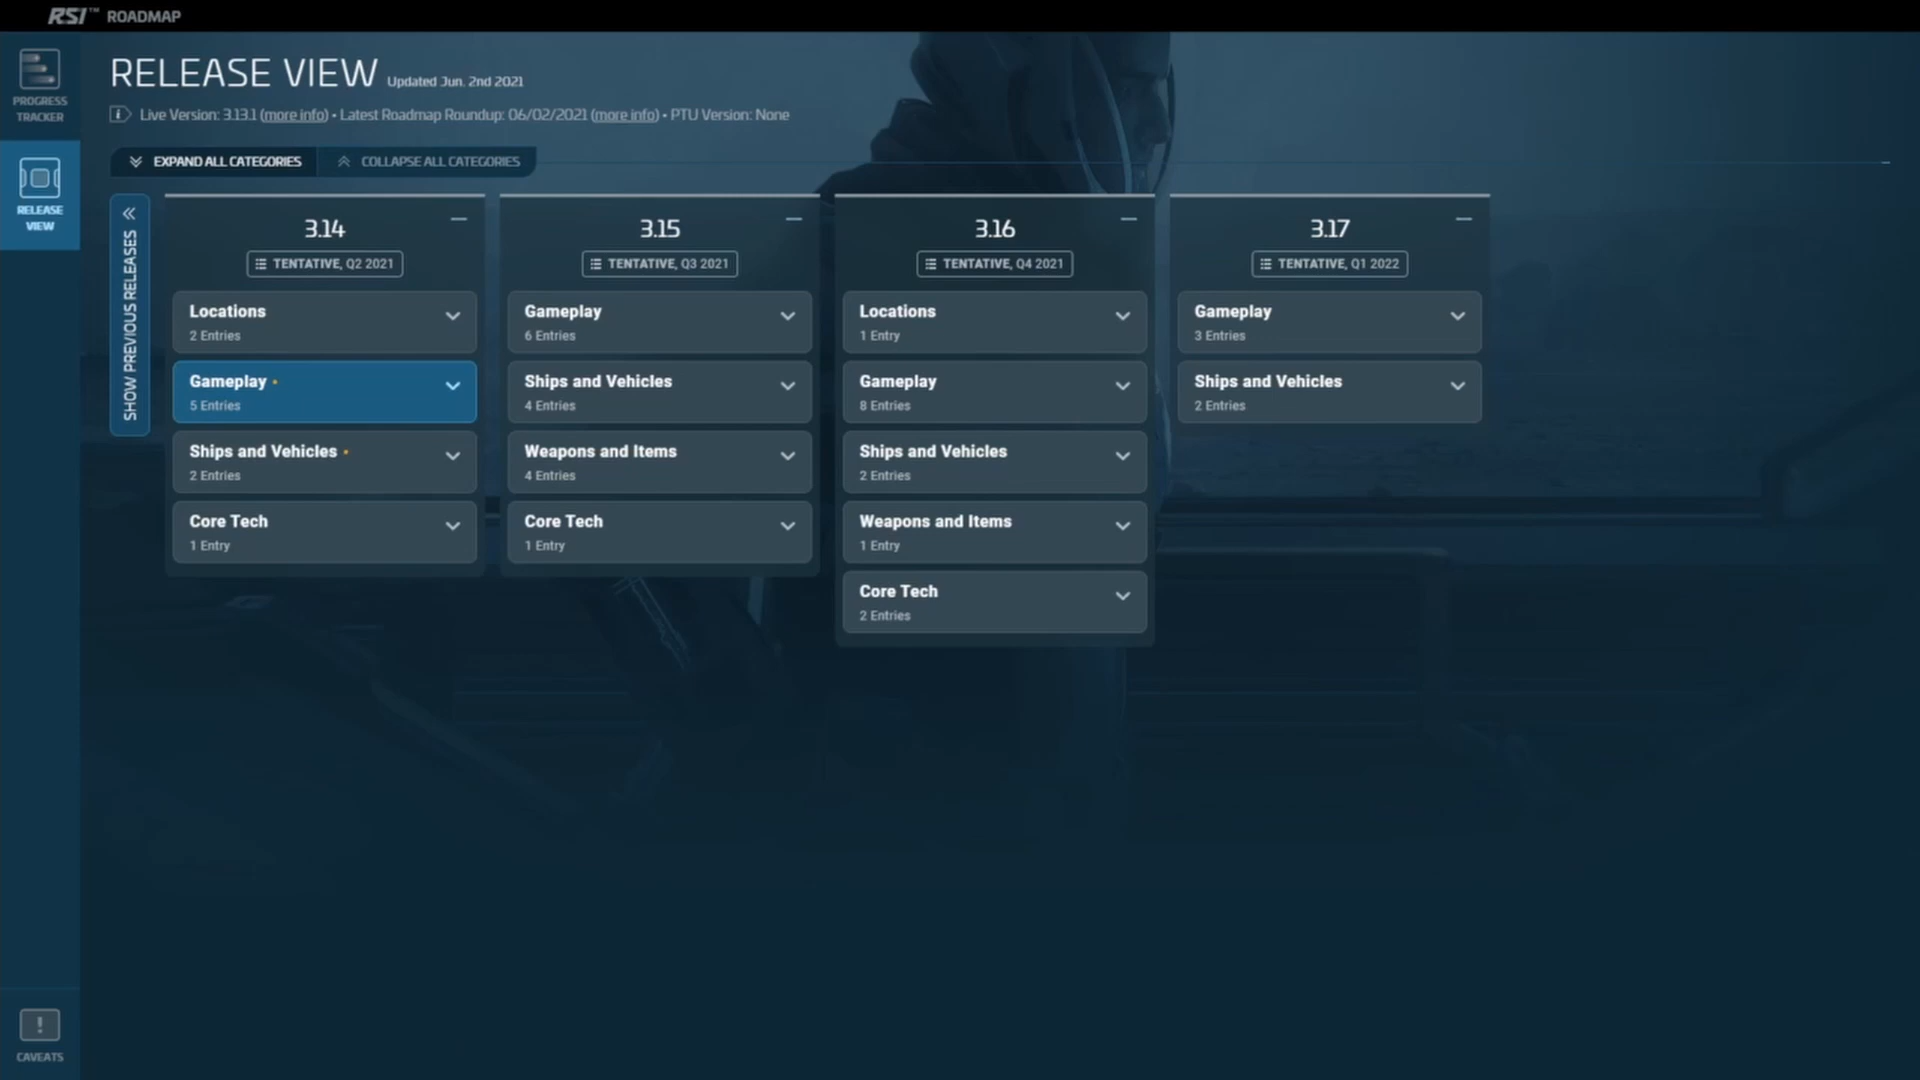 RSI™ ROADMAP
PROGRESS
TRACKER
RELEASE
VIEW
CAVEATS
RELEASE VIEW Updated Jun. 2nd 2021
Live Version: 3.13.1 (more info) • Latest Roadmap Roundup: 06/02/2021 (more info) • PTU Version: None
EXPAND ALL CATEGORIES
COLLAPSE ALL CATEGORIES
SHOW PREVIOUS RELEASES
3.14
TENTATIVE, Q2 2021
Locations
2 Entries
Gameplay
5 Entries
Ships and Vehicles
2 Entries
Core Tech
1 Entry
3.15
TENTATIVE, Q3 2021
Gameplay
6 Entries
Ships and Vehicles
4 Entries
Weapons and Items
4 Entries
Core Tech
1 Entry
3.16
TENTATIVE, Q4 2021
Locations
1 Entry
Gameplay
8 Entries
Ships and Vehicles
2 Entries
Weapons and Items
1 Entry
Core Tech
2 Entries
3.17
TENTATIVE, Q1 2022
Gameplay
3 Entries
Ships and Vehicles
2 Entries